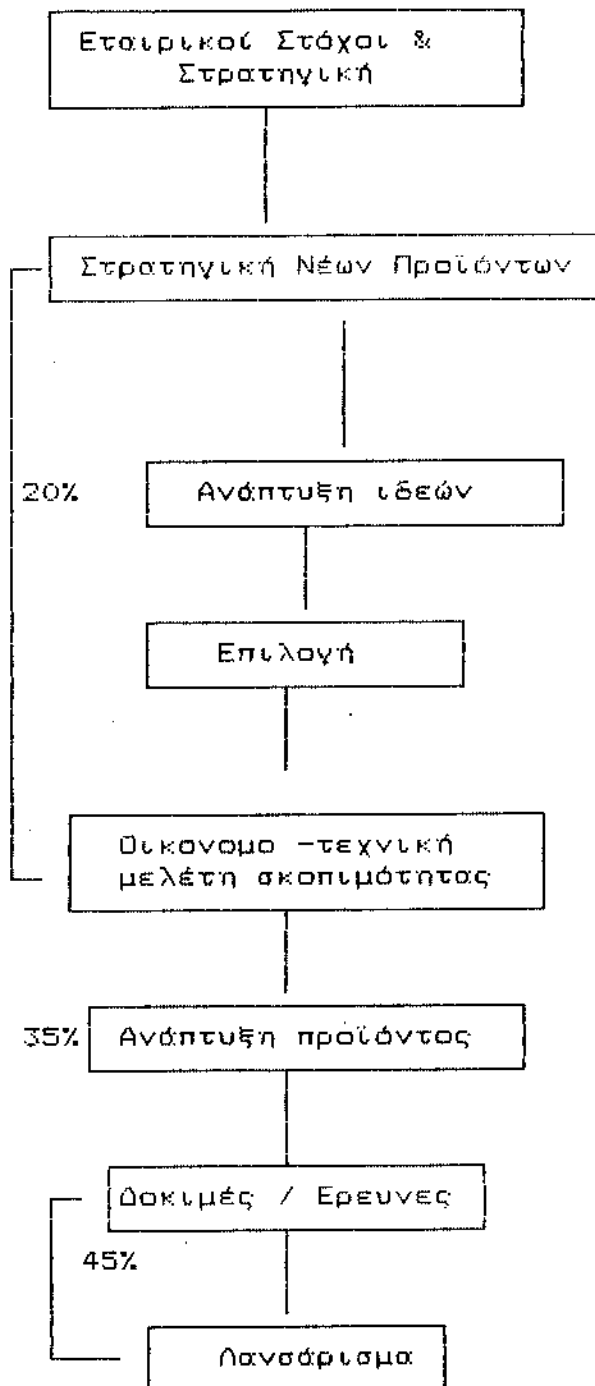 Εταιρικοί Στόχοι &
Στρατηγική
Στρατηγική Νέων Προϊόντων
20%
Ανάπτυξη ιδεών
Επιλογή
Οικονομο -τεχνική
μελέτη σκοπιμότητας
35%
Ανάπτυξη προϊόντος
Δοκιμές / Ερευνες
45%
Λανσάρισμα